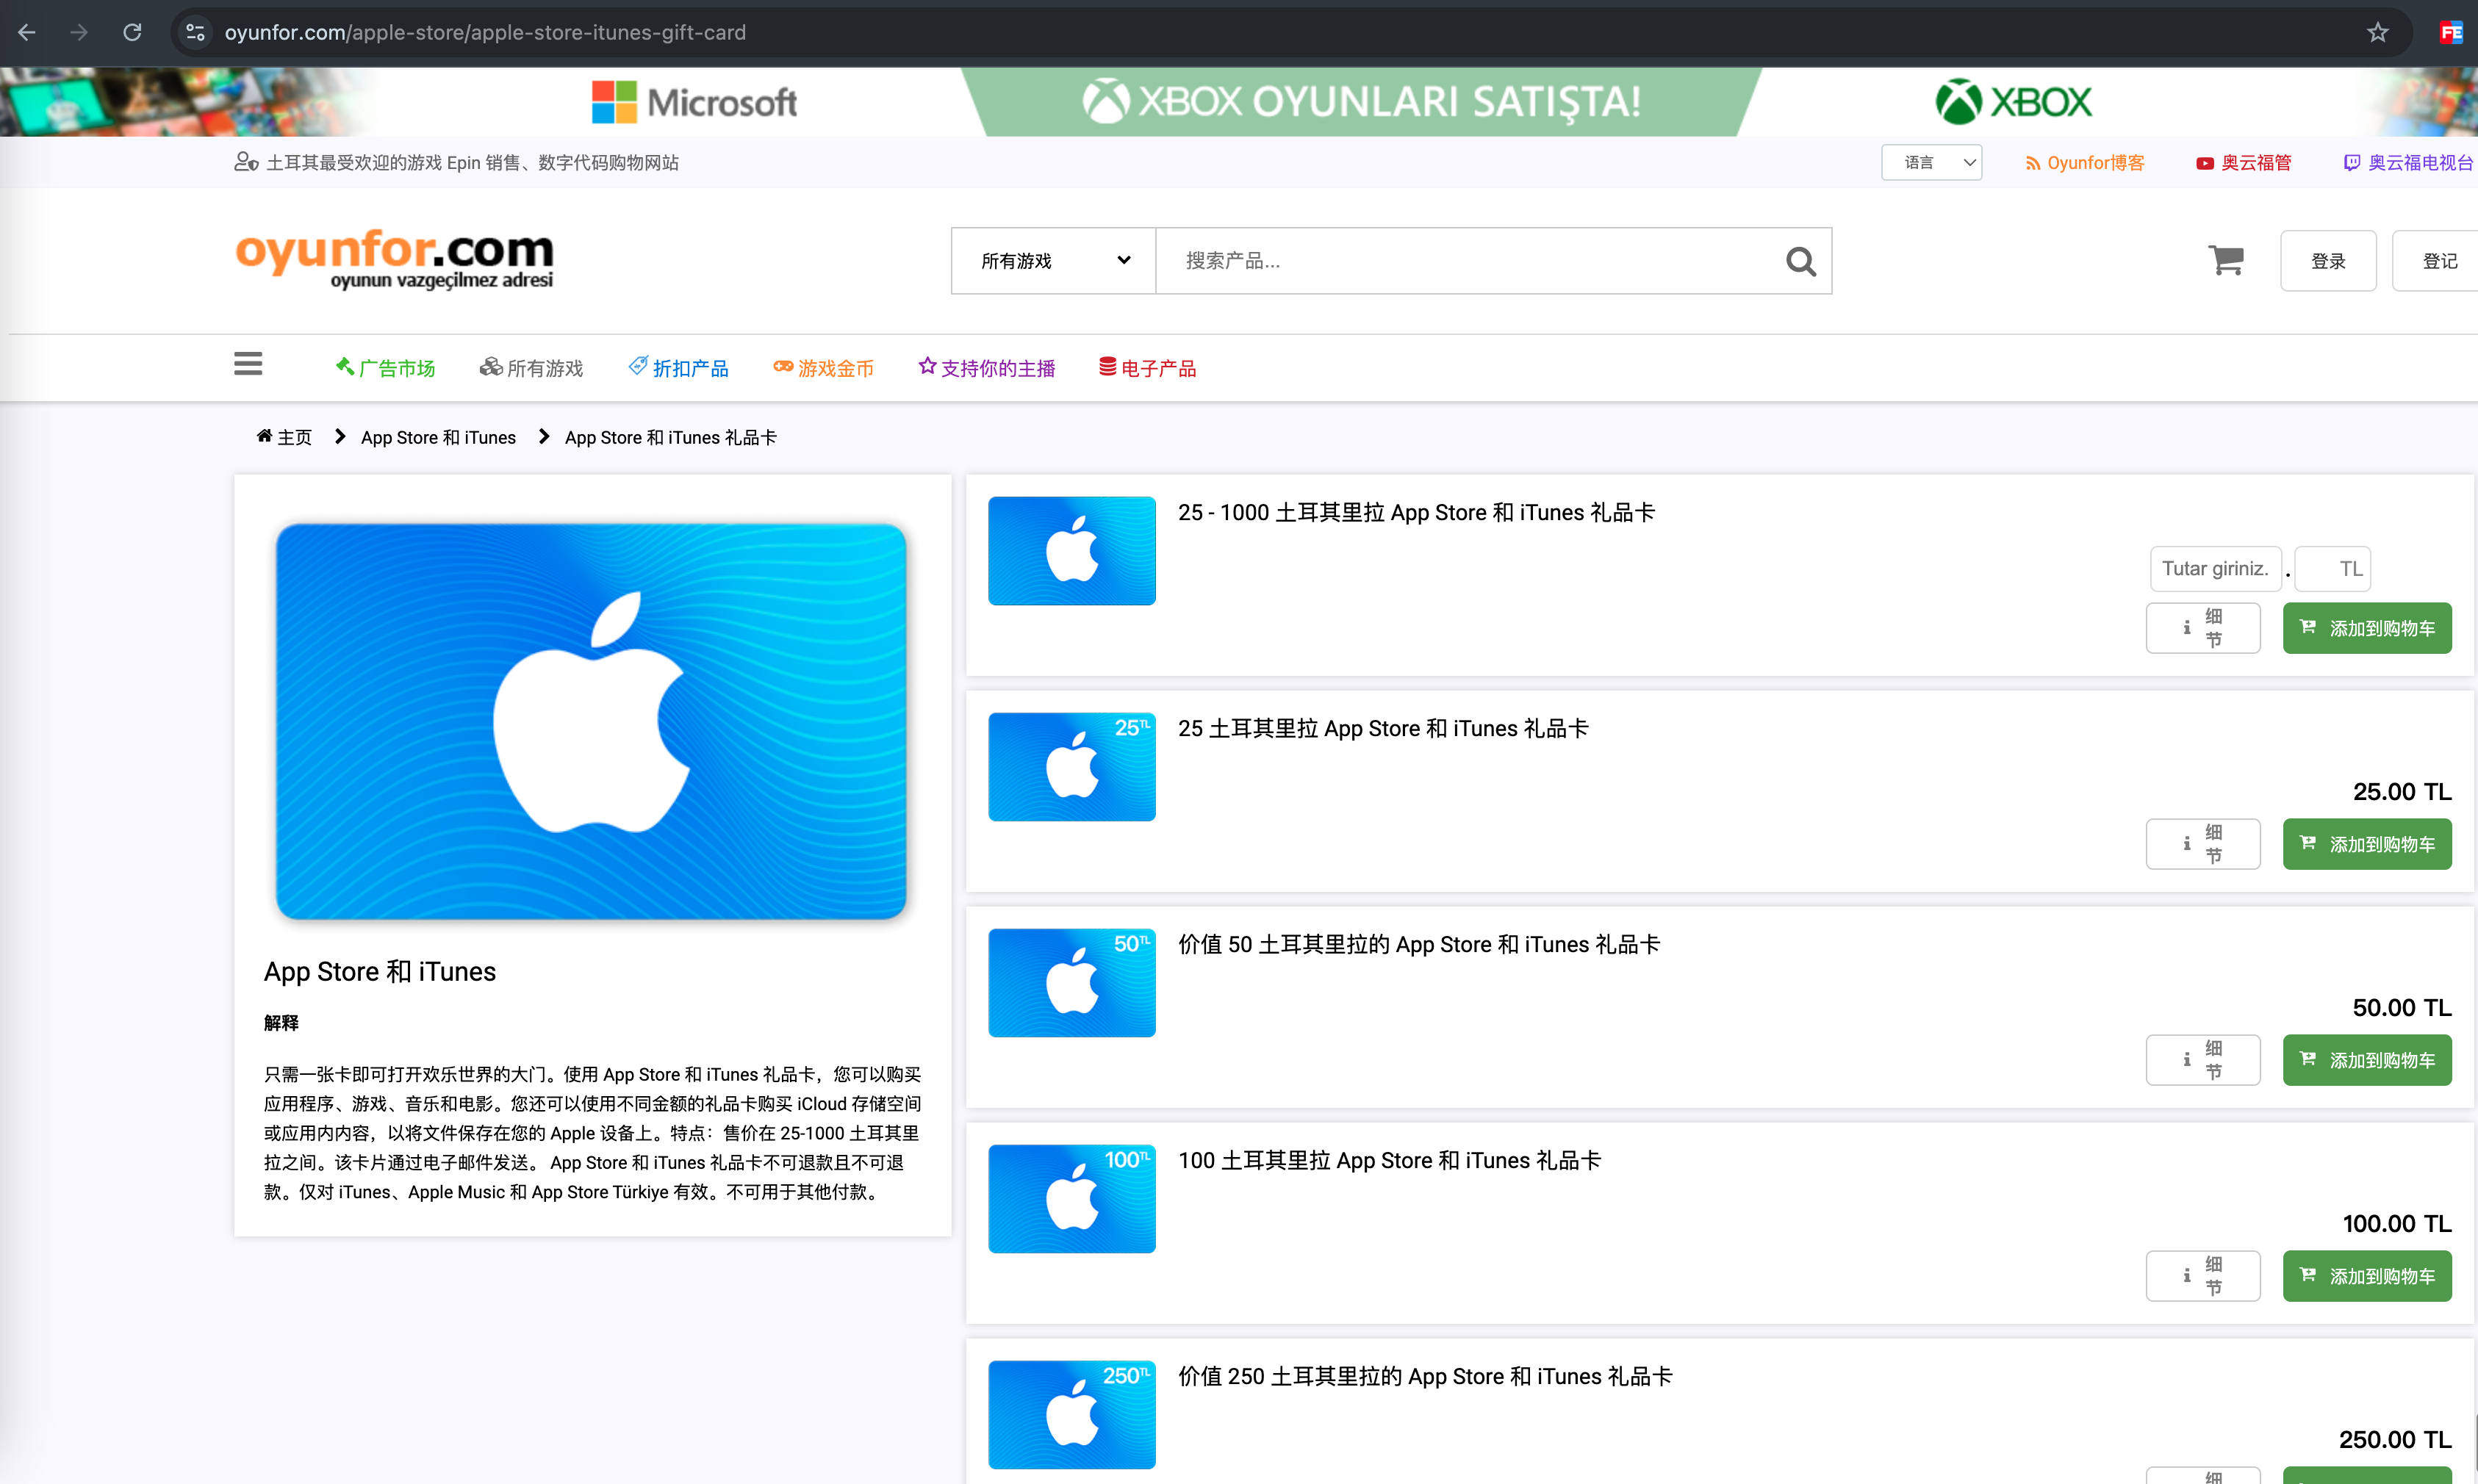 oyunfor.com/apple-store/apple-store-itunes-gift-card
FE
Microsoft
XBOX OYUNLARI SATIŞTA!
XBOX
土耳其最受欢迎的游戏 Epin 销售、数字代码购物网站
语言
Oyunfor博客
奥云福管
奥云福电视台
oyunfor.com
oyunun vazgeçilmez adresi
所有游戏
搜索产品...
登录
登记
广告市场
所有游戏
折扣产品
游戏金币
支持你的主播
电子产品
主页
App Store 和 iTunes
App Store 和 iTunes 礼品卡
App Store 和 iTunes
解释
只需一张卡即可打开欢乐世界的大门。使用 App Store 和 iTunes 礼品卡，您可以购买
应用程序、游戏、音乐和电影。您还可以使用不同金额的礼品卡购买 iCloud 存储空间
或应用内内容，以将文件保存在您的 Apple 设备上。特点：售价在 25-1000 土耳其里
拉之间。该卡片通过电子邮件发送。 App Store 和 iTunes 礼品卡不可退款且不可退
款。仅对 iTunes、Apple Music 和 App Store Türkiye 有效。不可用于其他付款。
25 - 1000 土耳其里拉 App Store 和 iTunes 礼品卡
Tutar giriniz. . TL
细节
添加到购物车
25TL
25 土耳其里拉 App Store 和 iTunes 礼品卡
25.00 TL
细节
添加到购物车
50TL
价值 50 土耳其里拉的 App Store 和 iTunes 礼品卡
50.00 TL
细节
添加到购物车
100TL
100 土耳其里拉 App Store 和 iTunes 礼品卡
100.00 TL
细节
添加到购物车
250TL
价值 250 土耳其里拉的 App Store 和 iTunes 礼品卡
250.00 TL
细